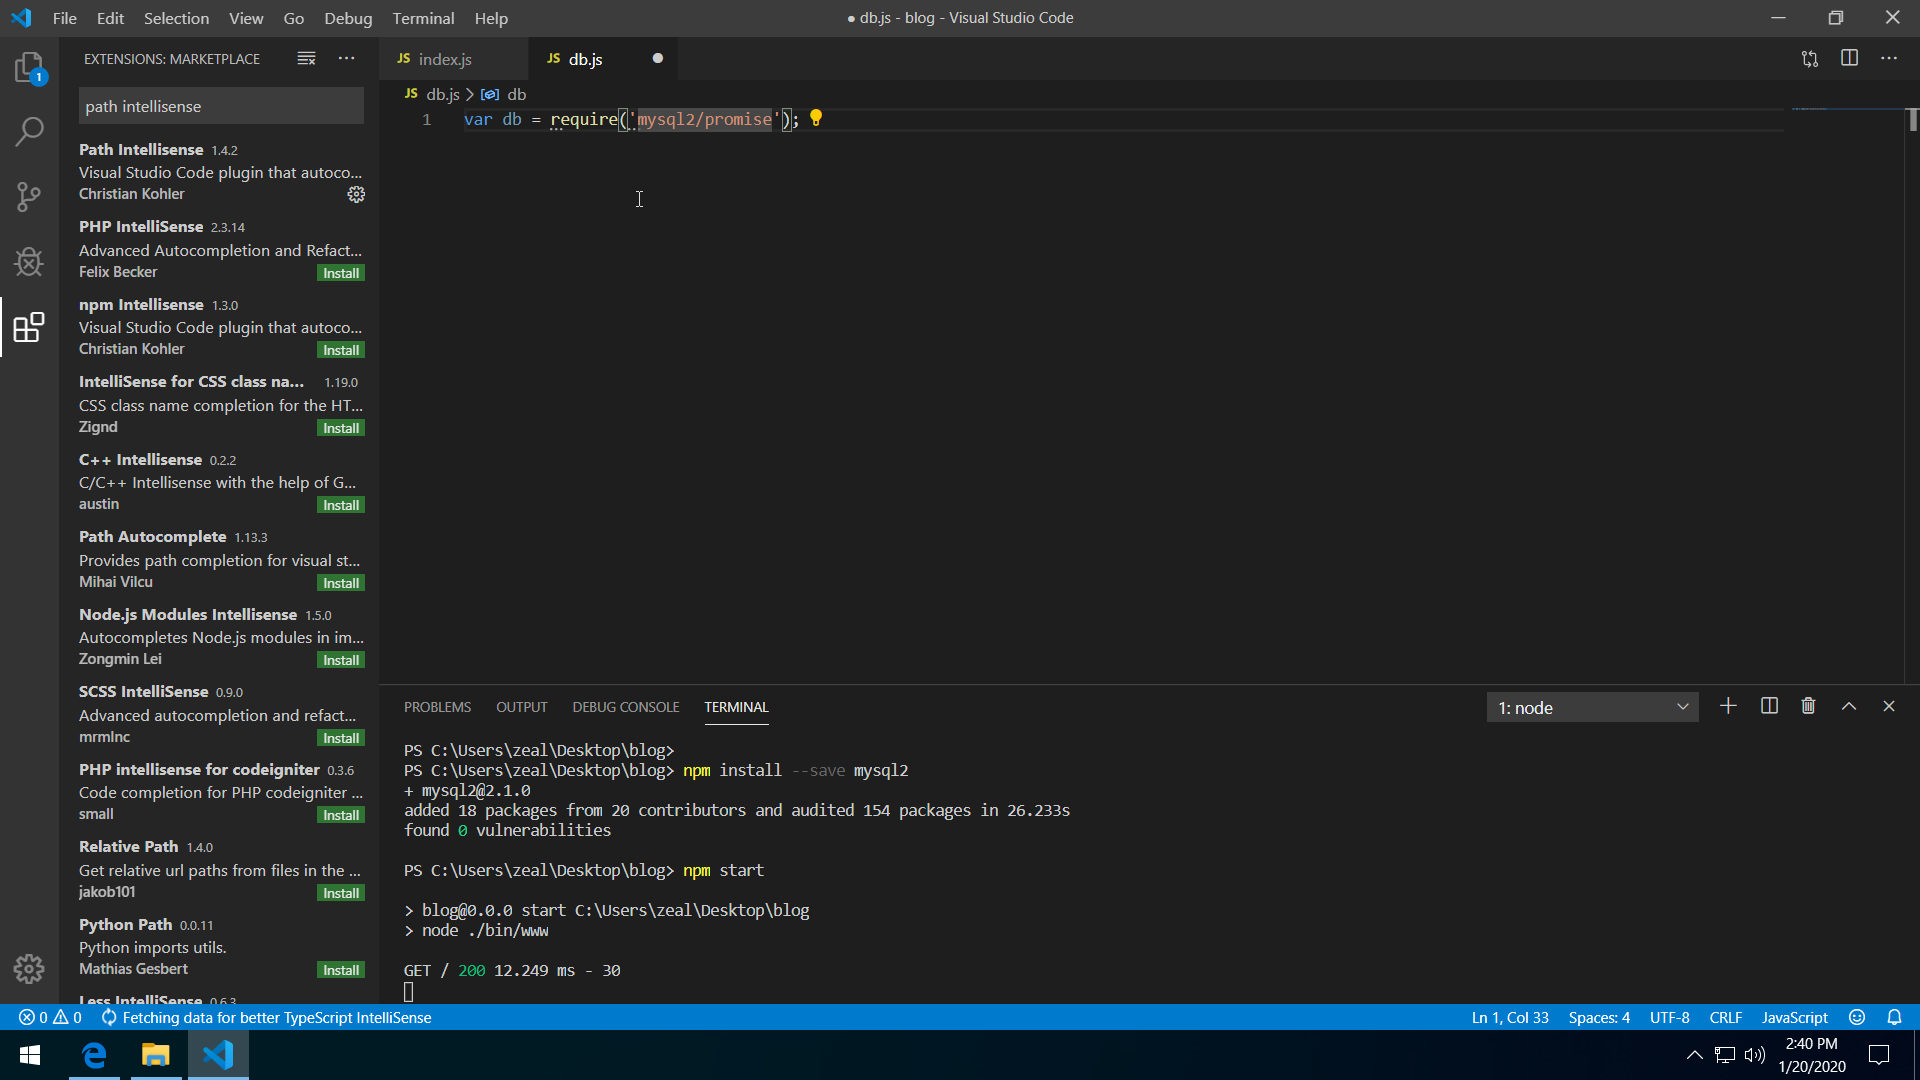 File Edit Selection View Go Debug Terminal Help
● db.js - blog - Visual Studio Code
EXTENSIONS: MARKETPLACE
path intellisense
Path Intellisense 1.4.2
Visual Studio Code plugin that autoco...
Christian Kohler
PHP IntelliSense 2.3.14
Advanced Autocompletion and Refact...
Felix Becker Install
npm Intellisense 1.3.0
Visual Studio Code plugin that autoco...
Christian Kohler Install
IntelliSense for CSS class na... 1.19.0
CSS class name completion for the HT...
Zignd Install
C++ Intellisense 0.2.2
C/C++ Intellisense with the help of G...
austin Install
Path Autocomplete 1.13.3
Provides path completion for visual st...
Mihai Vilcu Install
Node.js Modules Intellisense 1.5.0
Autocompletes Node.js modules in im...
Zongmin Lei Install
SCSS IntelliSense 0.9.0
Advanced autocompletion and refact...
mrmlnc Install
PHP intellisense for codeigniter 0.3.6
Code completion for PHP codeigniter ...
small Install
Relative Path 1.4.0
Get relative url paths from files in the ...
jakob101 Install
Python Path 0.0.11
Python imports utils.
Mathias Gesbert Install
Less IntelliSense 0.6.3
1
JS index.js
JS db.js
JS db.js > db
1 var db = require('mysql2/promise');
PROBLEMS OUTPUT DEBUG CONSOLE TERMINAL
1: node
PS C:\Users\zeal\Desktop\blog>
PS C:\Users\zeal\Desktop\blog> npm install --save mysql2
+ mysql2@2.1.0
added 18 packages from 20 contributors and audited 154 packages in 26.233s
found 0 vulnerabilities
PS C:\Users\zeal\Desktop\blog> npm start
> blog@0.0.0 start C:\Users\zeal\Desktop\blog
> node ./bin/www
GET / 200 12.249 ms - 30
0 0 Fetching data for better TypeScript IntelliSense
Ln 1, Col 33 Spaces: 4 UTF-8 CRLF JavaScript
2:40 PM
1/20/2020